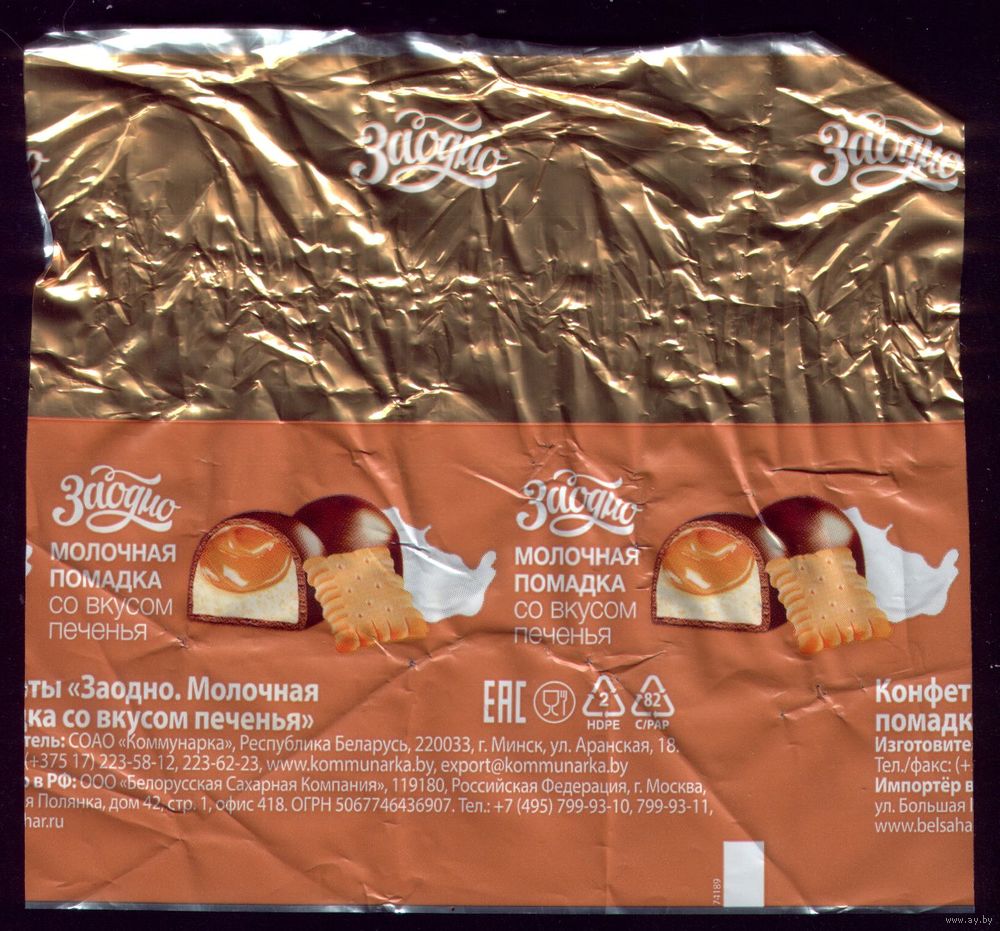 Заодно
Заодно
Заодно
МОЛОЧНАЯ
ПОМАДКА
СО ВКУСОМ
ПЕЧЕНЬЯ
Заодно
МОЛОЧНАЯ
ПОМАДКА
СО ВКУСОМ
ПЕЧЕНЬЯ
ты «Заодно. Молочная
дка со вкусом печенья»
тель: СОАО «Коммунарка», Республика Беларусь, 220033, г. Минск, ул. Аранская, 18.
(+375 17) 223-58-12, 223-62-23, www.kommunarka.by, export@kommunarka.by
р в РФ: ООО «Белорусская Сахарная Компания», 119180, Российская Федерация, г. Москва,
я Полянка, дом 42, стр. 1, офис 418. ОГРН 5067746436907. Тел.: +7 (495) 799-93-10, 799-93-11,
har.ru
EAC
2
HDPE
82
C/PAP
Конфет
помадк
Изготовите
Тел./факс: (+
Импортёр в
ул. Большая
www.belsaha
74189
www.ay.by